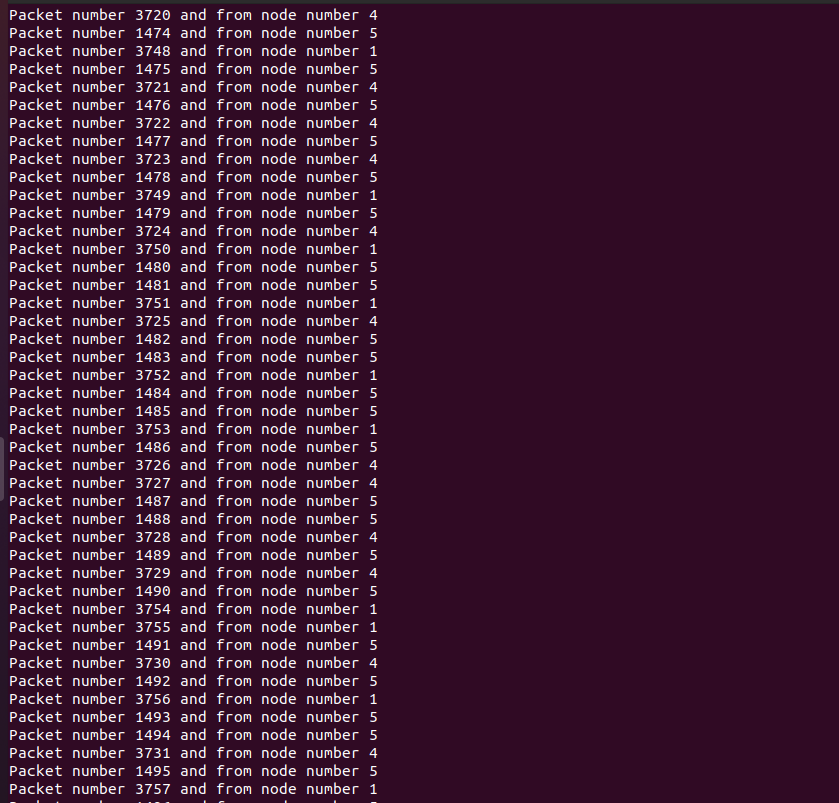 Packet number 3720 and from node number 4
Packet number 1474 and from node number 5
Packet number 3748 and from node number 1
Packet number 1475 and from node number 5
Packet number 3721 and from node number 4
Packet number 1476 and from node number 5
Packet number 3722 and from node number 4
Packet number 1477 and from node number 5
Packet number 3723 and from node number 4
Packet number 1478 and from node number 5
Packet number 3749 and from node number 1
Packet number 1479 and from node number 5
Packet number 3724 and from node number 4
Packet number 3750 and from node number 1
Packet number 1480 and from node number 5
Packet number 1481 and from node number 5
Packet number 3751 and from node number 1
Packet number 3725 and from node number 4
Packet number 1482 and from node number 5
Packet number 1483 and from node number 5
Packet number 3752 and from node number 1
Packet number 1484 and from node number 5
Packet number 1485 and from node number 5
Packet number 3753 and from node number 1
Packet number 1486 and from node number 5
Packet number 3726 and from node number 4
Packet number 3727 and from node number 4
Packet number 1487 and from node number 5
Packet number 1488 and from node number 5
Packet number 3728 and from node number 4
Packet number 1489 and from node number 5
Packet number 3729 and from node number 4
Packet number 1490 and from node number 5
Packet number 3754 and from node number 1
Packet number 3755 and from node number 1
Packet number 1491 and from node number 5
Packet number 3730 and from node number 4
Packet number 1492 and from node number 5
Packet number 3756 and from node number 1
Packet number 1493 and from node number 5
Packet number 1494 and from node number 5
Packet number 3731 and from node number 4
Packet number 1495 and from node number 5
Packet number 3757 and from node number 1